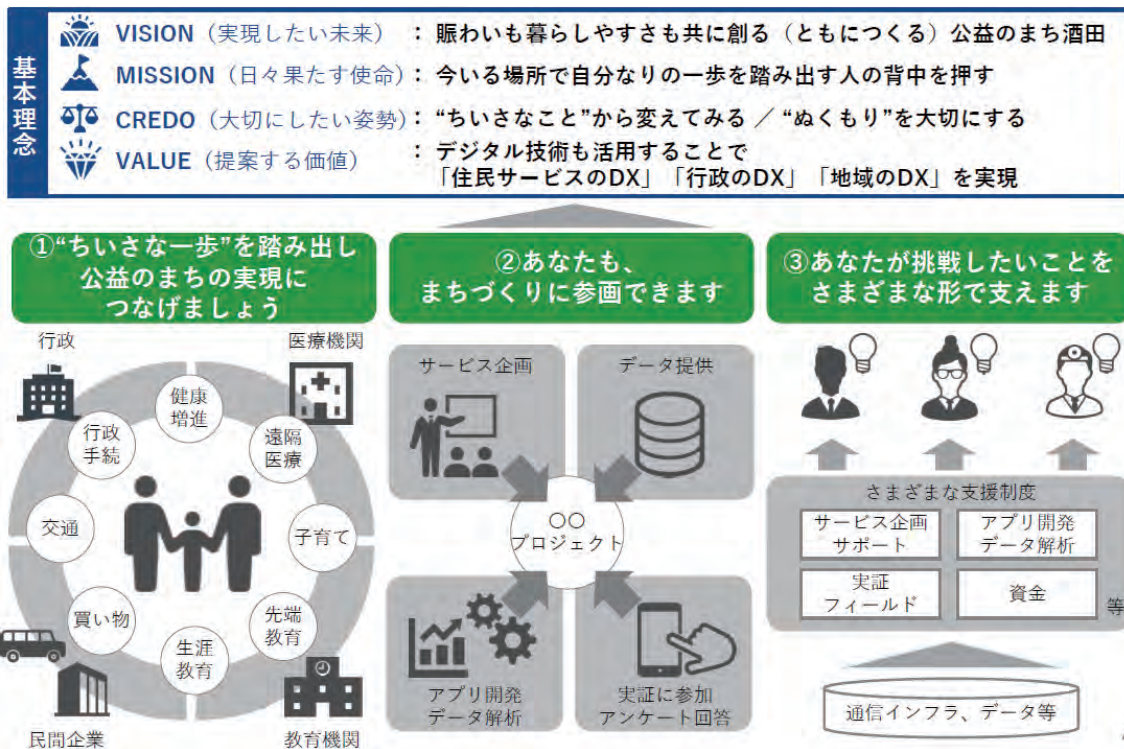 基本理念
VISION（実現したい未来）：賑わいも暮らしやすさも共に創る（ともにつくる）公益のまち酒田
MISSION（日々果たす使命）：今いる場所で自分なりの一歩を踏み出す人の背中を押す
CREDO（大切にしたい姿勢）：“ちいさなこと”から変えてみる ／ “ぬくもり”を大切にする
VALUE（提案する価値）：デジタル技術も活用することで
「住民サービスのDX」「行政のDX」「地域のDX」を実現
①“ちいさな一歩”を踏み出し
公益のまちの実現に
つなげましょう
行政
医療機関
健康
増進
行政
手続
遠隔
医療
交通
子育て
買い物
先端
教育
生涯
教育
民間企業
教育機関
②あなたも、
まちづくりに参画できます
サービス企画
データ提供
○○
プロジェクト
アプリ開発
データ解析
実証に参加
アンケート回答
③あなたが挑戦したいことを
さまざまな形で支えます
さまざまな支援制度
サービス企画
サポート
アプリ開発
データ解析
実証
フィールド
資金
等
通信インフラ、データ等